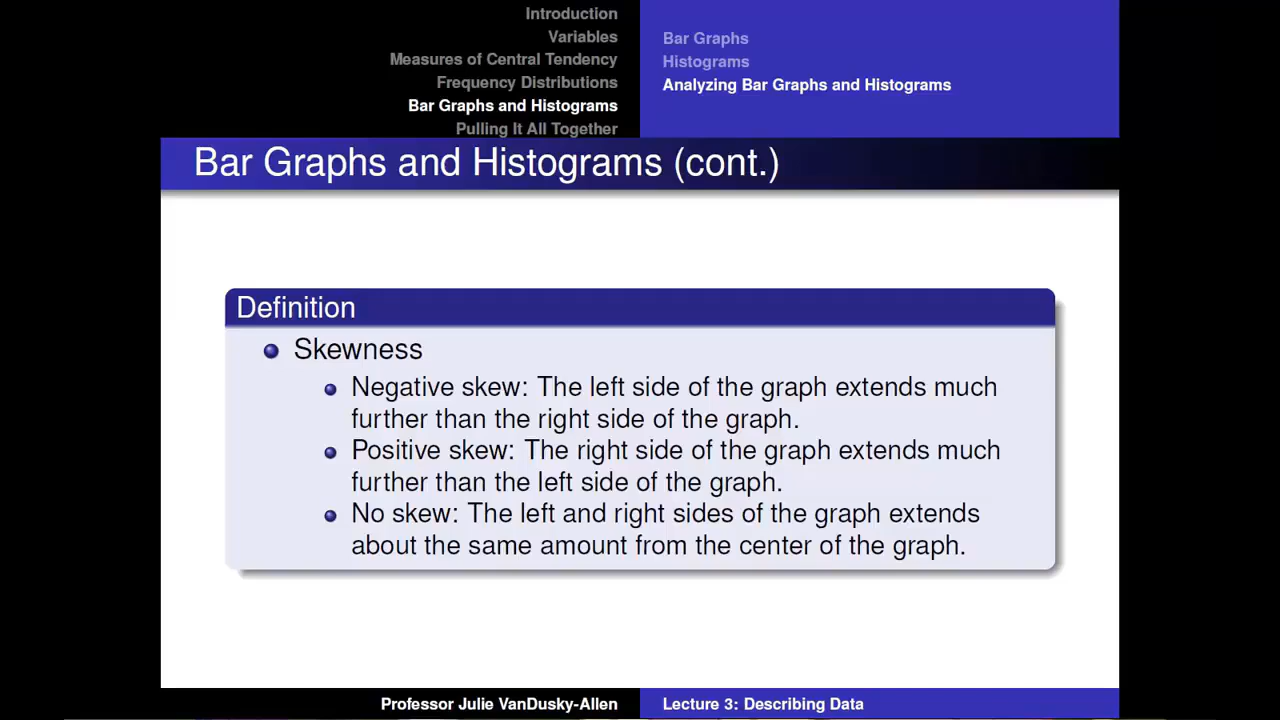 Introduction
Variables
Measures of Central Tendency
Frequency Distributions
Bar Graphs and Histograms
Pulling It All Together
Bar Graphs
Histograms
Analyzing Bar Graphs and Histograms
Bar Graphs and Histograms (cont.)
Definition
Skewness
Negative skew: The left side of the graph extends much
further than the right side of the graph.
Positive skew: The right side of the graph extends much
further than the left side of the graph.
No skew: The left and right sides of the graph extends
about the same amount from the center of the graph.
Professor Julie VanDusky-Allen
Lecture 3: Describing Data